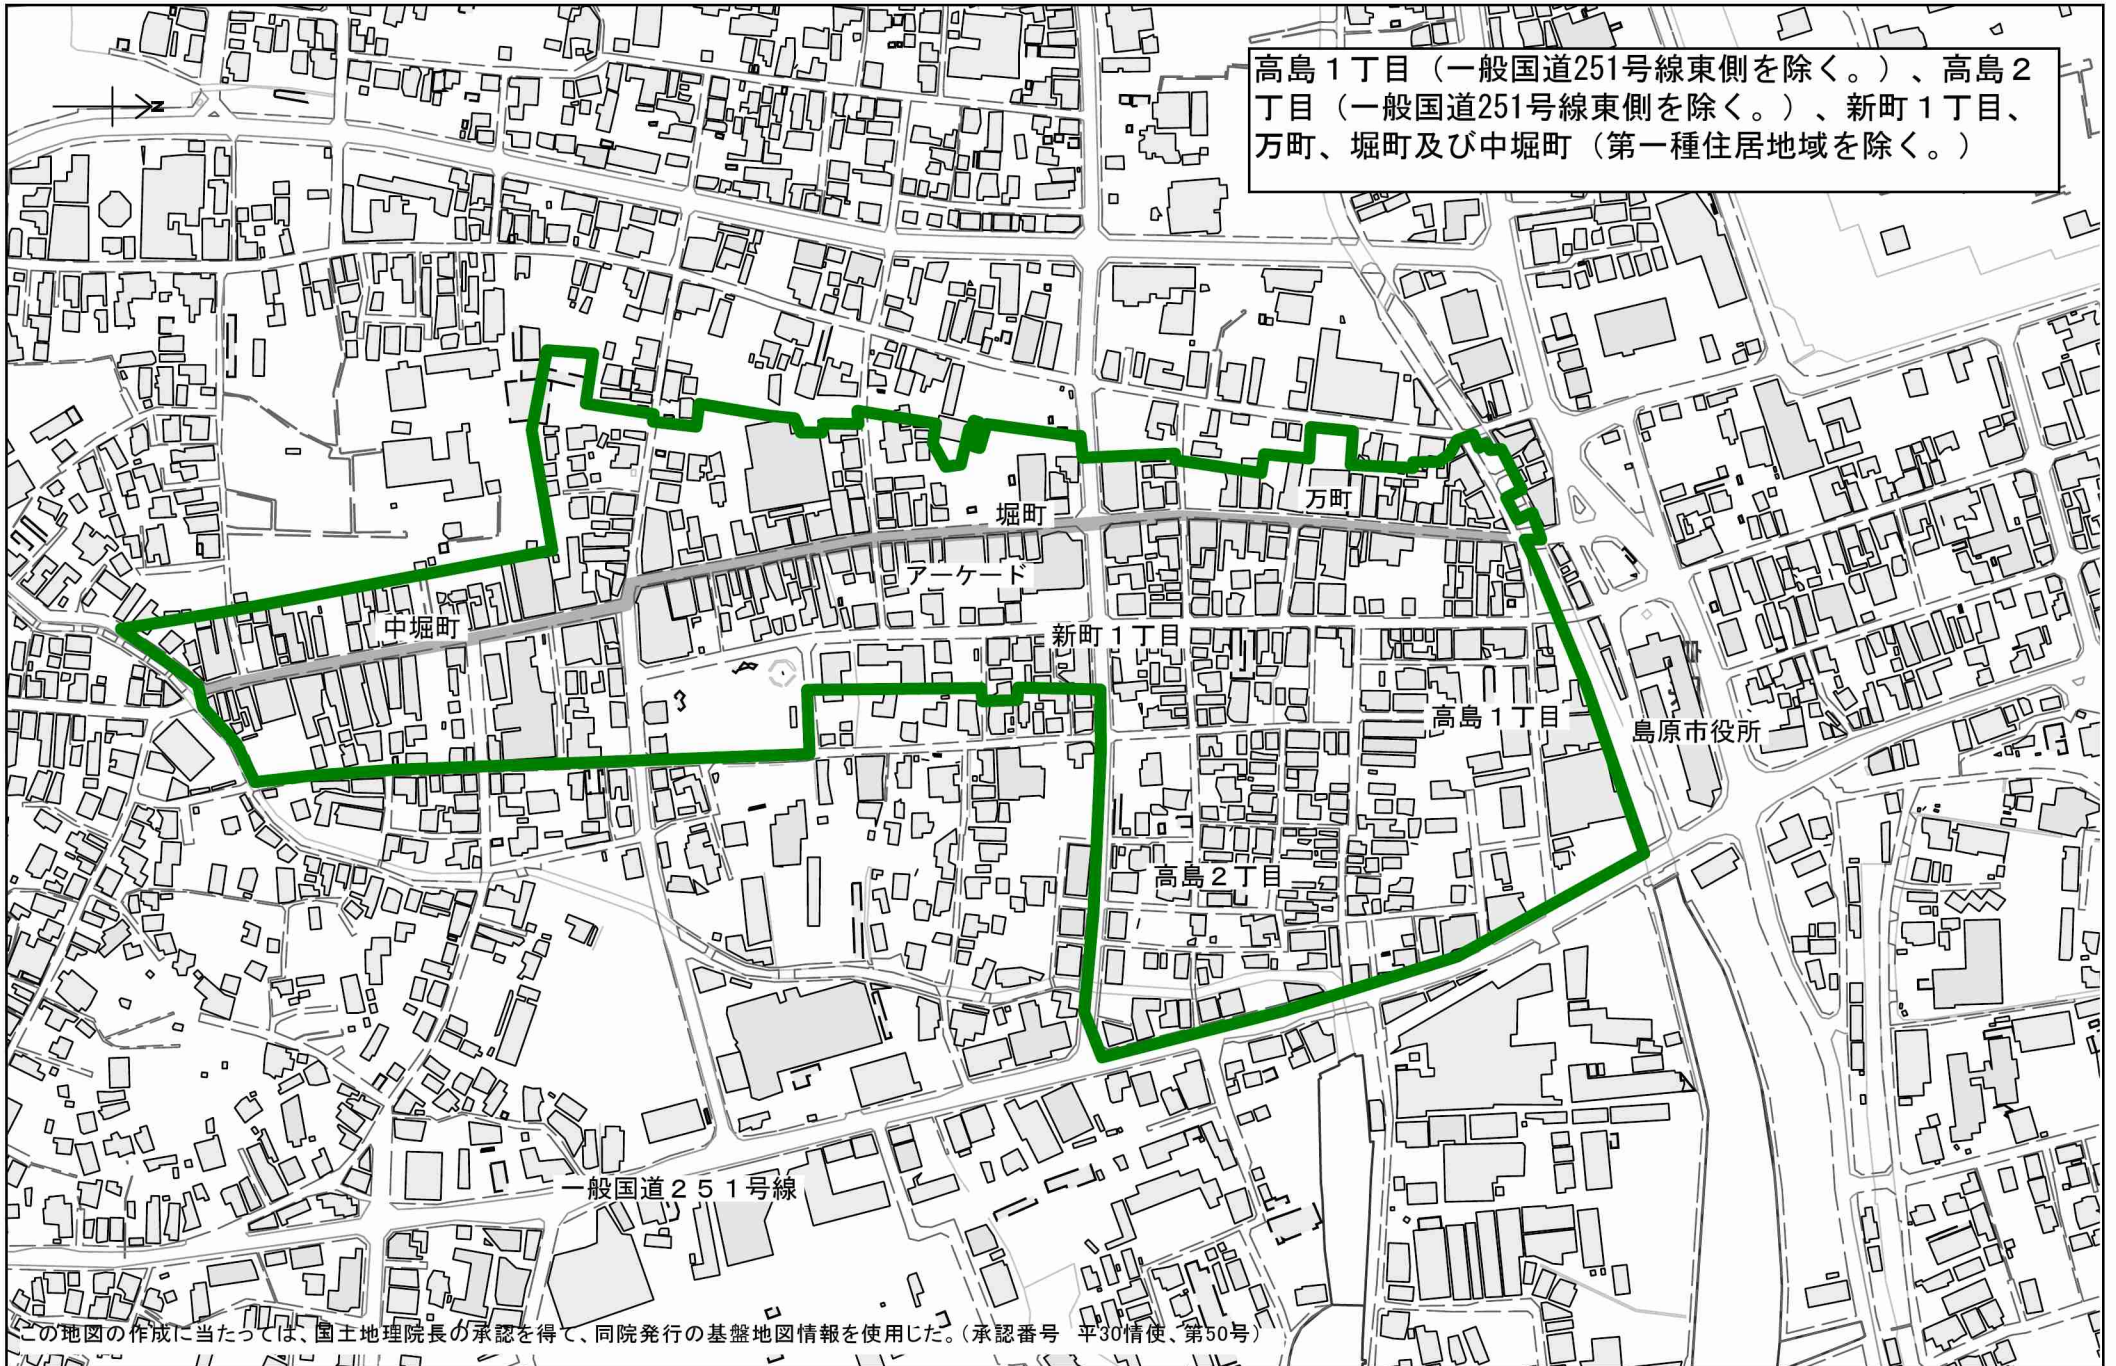 高島１丁目（一般国道251号線東側を除く。）、高島２
丁目（一般国道251号線東側を除く。）、新町１丁目、
万町、堀町及び中堀町（第一種住居地域を除く。）
N
万町
堀町
アーケード
中堀町
新町１丁目
高島１丁目
島原市役所
高島２丁目
一般国道２５１号線
この地図の作成に当たっては、国土地理院長の承認を得て、同院発行の基盤地図情報を使用した。（承認番号　平30情使、第50号）